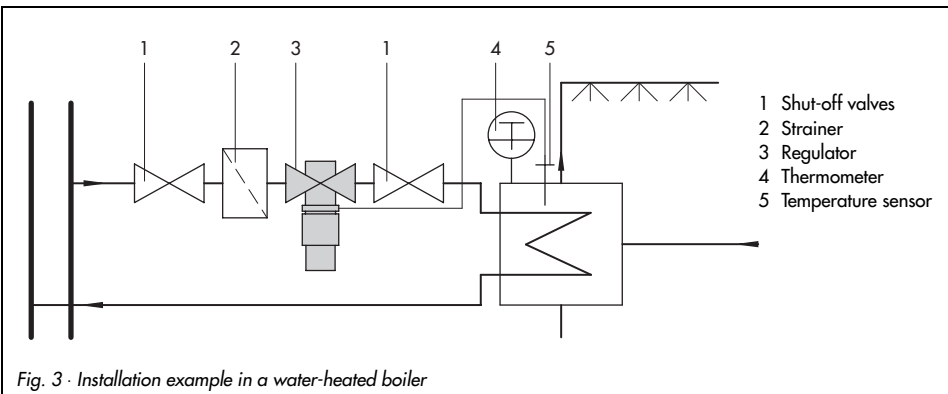 1 2 3 1 4 5
T
1 Shut-off valves
2 Strainer
3 Regulator
4 Thermometer
5 Temperature sensor
Fig. 3 · Installation example in a water-heated boiler